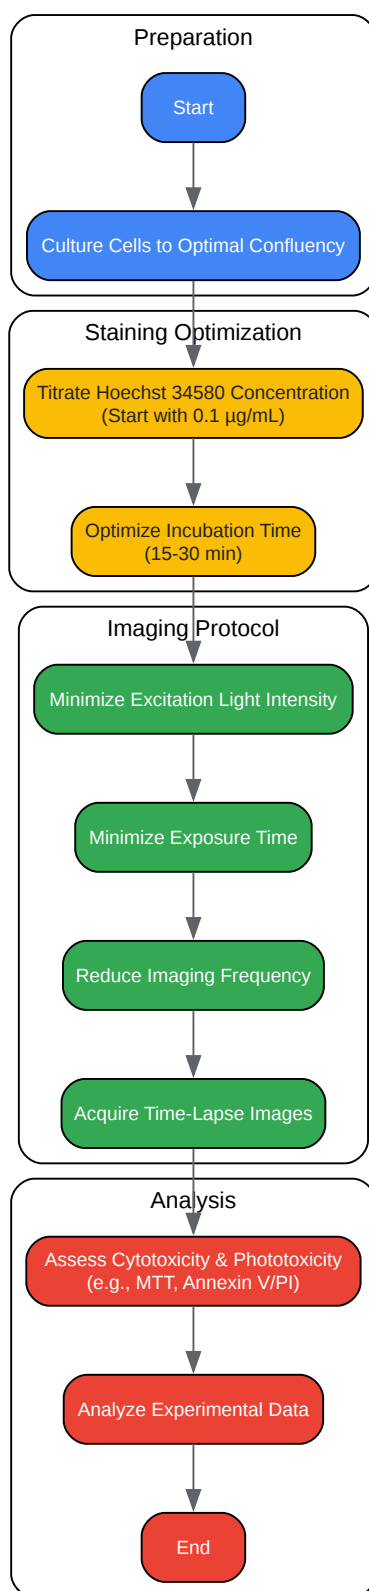 Preparation
Start
Culture Cells to Optimal Confluency
Staining Optimization
Titrate Hoechst 34580 Concentration
(Start with 0.1 µg/mL)
Optimize Incubation Time
(15-30 min)
Imaging Protocol
Minimize Excitation Light Intensity
Minimize Exposure Time
Reduce Imaging Frequency
Acquire Time-Lapse Images
Analysis
Assess Cytotoxicity & Phototoxicity
(e.g., MTT, Annexin V/PI)
Analyze Experimental Data
End